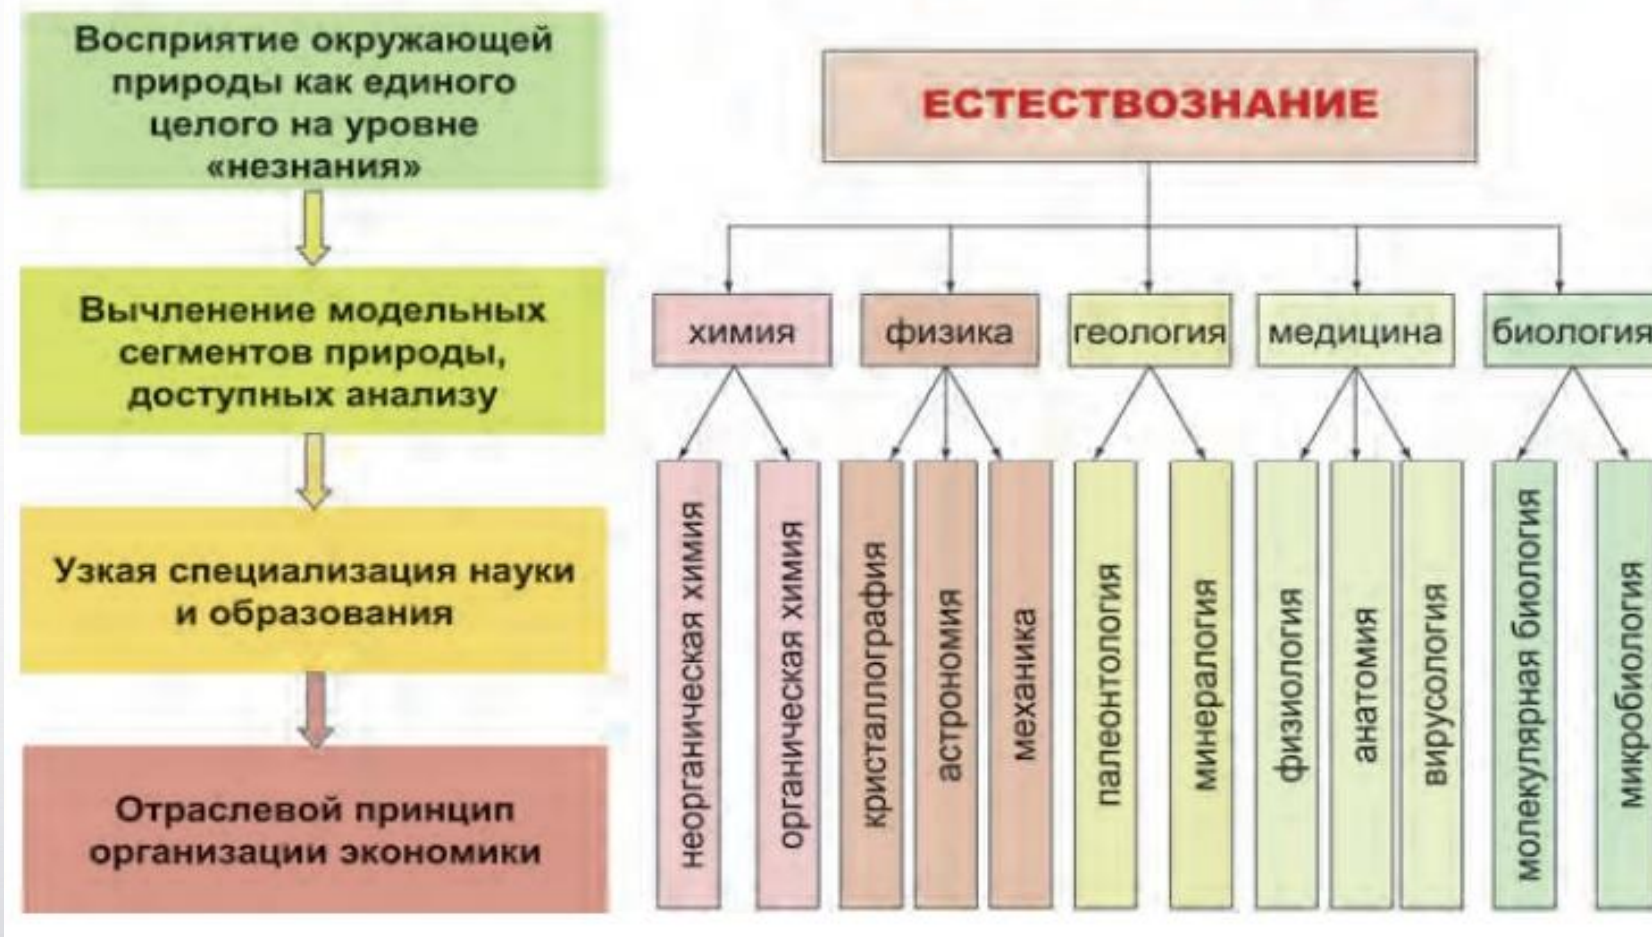 Восприятие окружающей
природы как единого
целого на уровне
«незнания»
Вычленение модельных
сегментов природы,
доступных анализу
Узкая специализация науки
и образования
Отраслевой принцип
организации экономики
ЕСТЕСТВОЗНАНИЕ
химия
физика
геология
медицина
биология
неорганическая химия
органическая химия
кристаллография
астрономия
механика
палеонтология
минералогия
физиология
анатомия
вирусология
молекулярная биология
микробиология